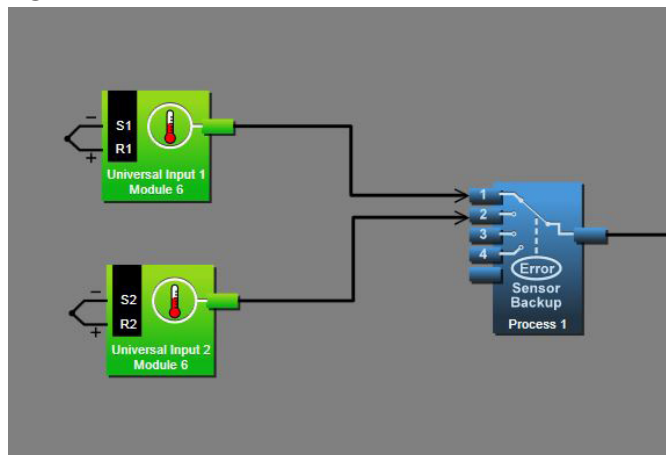 S1
R1
Universal Input 1
Module 6
S2
R2
Universal Input 2
Module 6
1
2
3
4
Error
Sensor
Backup
Process 1